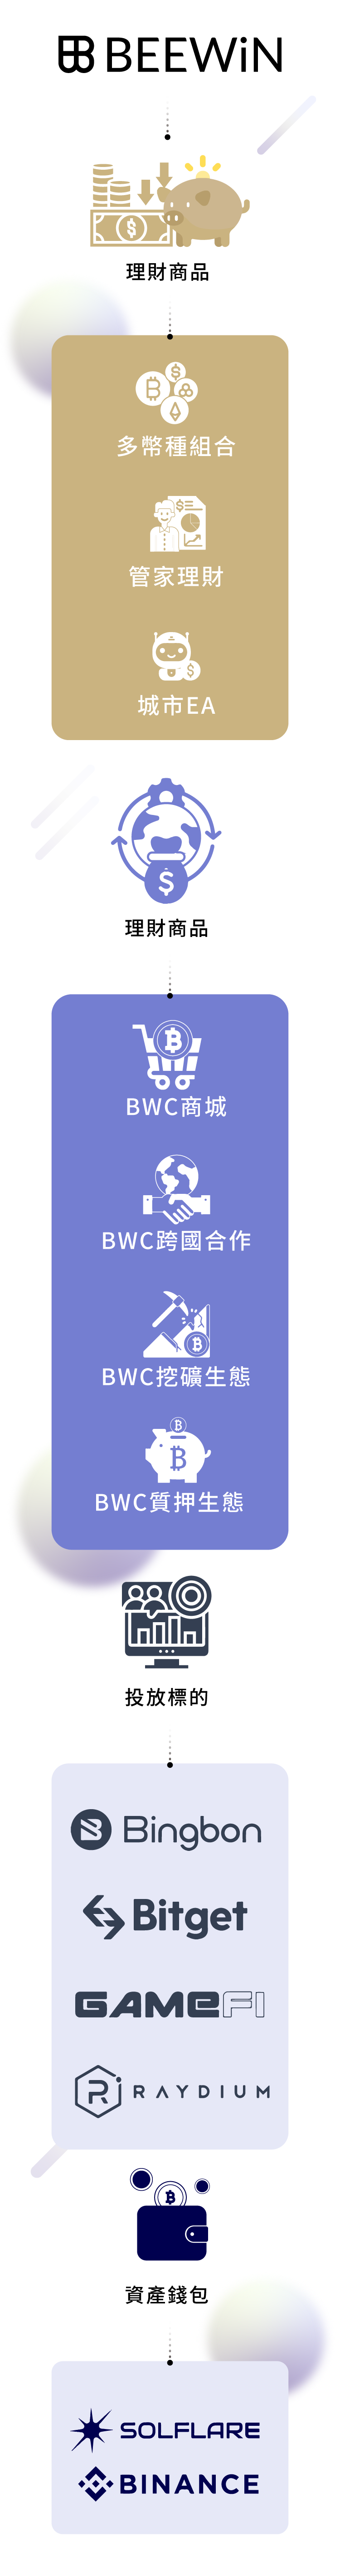 BEEWiN
理財商品
多幣種組合
管家理財
城市EA
理財商品
BWC商城
BWC跨國合作
BWC挖礦生態
BWC質押生態
投放標的
Bingbon
Bitget
GAMEFI
RAYDIUM
資產錢包
SOLFLARE
BINANCE